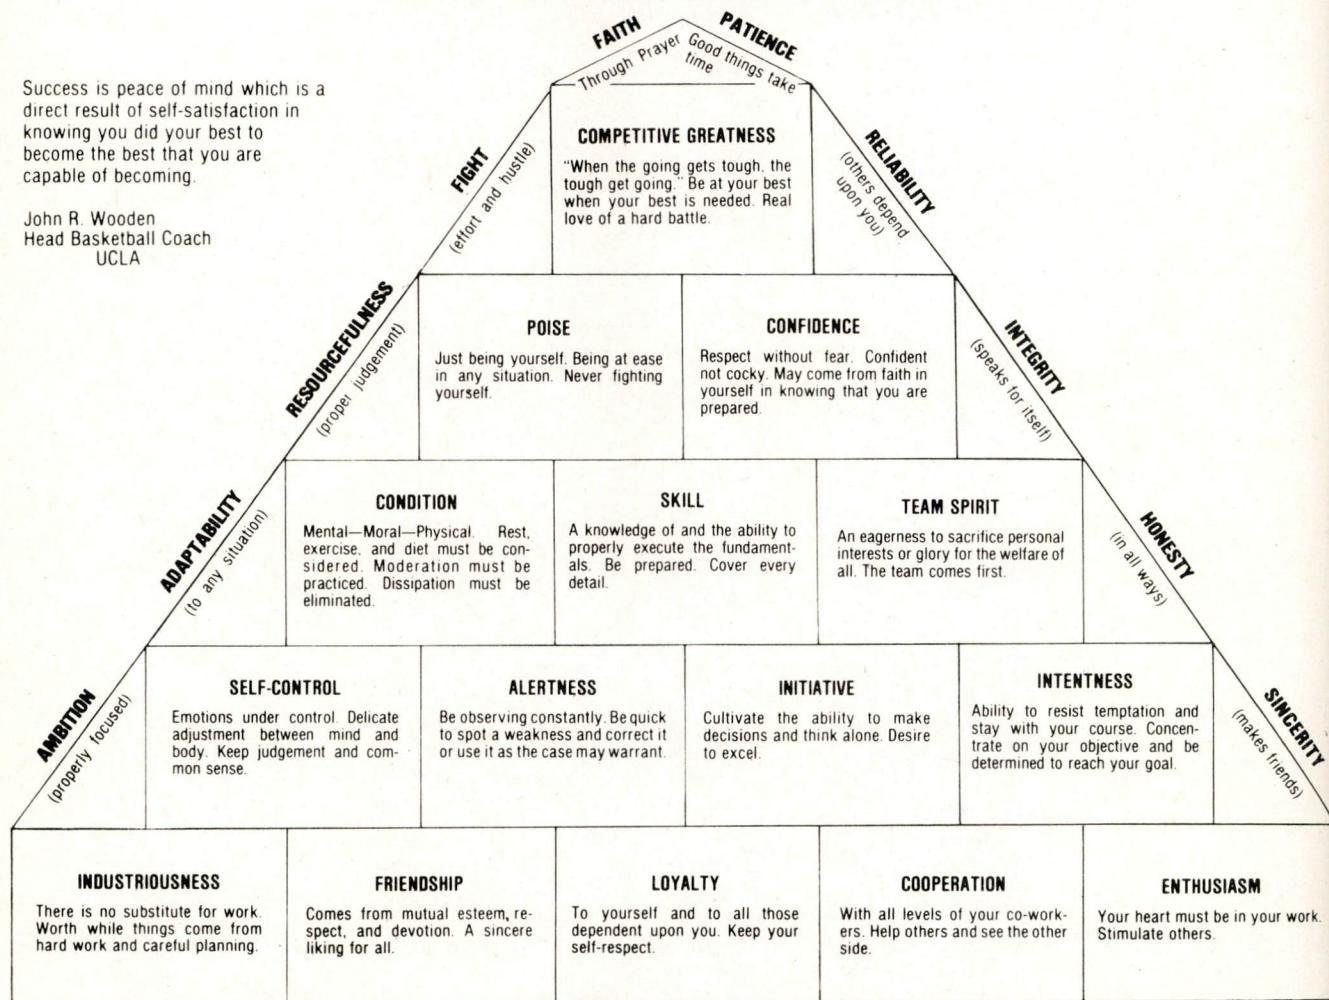 FAITH
Through Prayer
PATIENCE
Good things take
time
Success is peace of mind which is a
direct result of self-satisfaction in
knowing you did your best to
become the best that you are
capable of becoming.
John R. Wooden
Head Basketball Coach
UCLA
FIGHT
(effort and hustle)
COMPETITIVE GREATNESS
"When the going gets tough, the
tough get going." Be at your best
when your best is needed. Real
love of a hard battle.
RELIABILITY
(others depend
upon you)
RESOURCEFULNESS
(proper judgement)
POISE
Just being yourself. Being at ease
in any situation. Never fighting
yourself.
CONFIDENCE
Respect without fear. Confident
not cocky. May come from faith in
yourself in knowing that you are
prepared.
INTEGRITY
(speaks for itself)
ADAPTABILITY
(to any situation)
CONDITION
Mental—Moral—Physical. Rest,
exercise, and diet must be con-
sidered. Moderation must be
practiced. Dissipation must be
eliminated.
SKILL
A knowledge of and the ability to
properly execute the fundament-
als. Be prepared. Cover every
detail.
TEAM SPIRIT
An eagerness to sacrifice personal
interests or glory for the welfare of
all. The team comes first.
HONESTY
(in all ways)
AMBITION
(properly focused)
SELF-CONTROL
Emotions under control. Delicate
adjustment between mind and
body. Keep judgement and com-
mon sense.
ALERTNESS
Be observing constantly. Be quick
to spot a weakness and correct it
or use it as the case may warrant.
INITIATIVE
Cultivate the ability to make
decisions and think alone. Desire
to excel.
INTENTNESS
Ability to resist temptation and
stay with your course. Concen-
trate on your objective and be
determined to reach your goal.
SINCERITY
(makes friends)
INDUSTRIOUSNESS
There is no substitute for work.
Worth while things come from
hard work and careful planning.
FRIENDSHIP
Comes from mutual esteem, re-
spect, and devotion. A sincere
liking for all.
LOYALTY
To yourself and to all those
dependent upon you. Keep your
self-respect.
COOPERATION
With all levels of your co-work-
ers. Help others and see the other
side.
ENTHUSIASM
Your heart must be in your work.
Stimulate others.